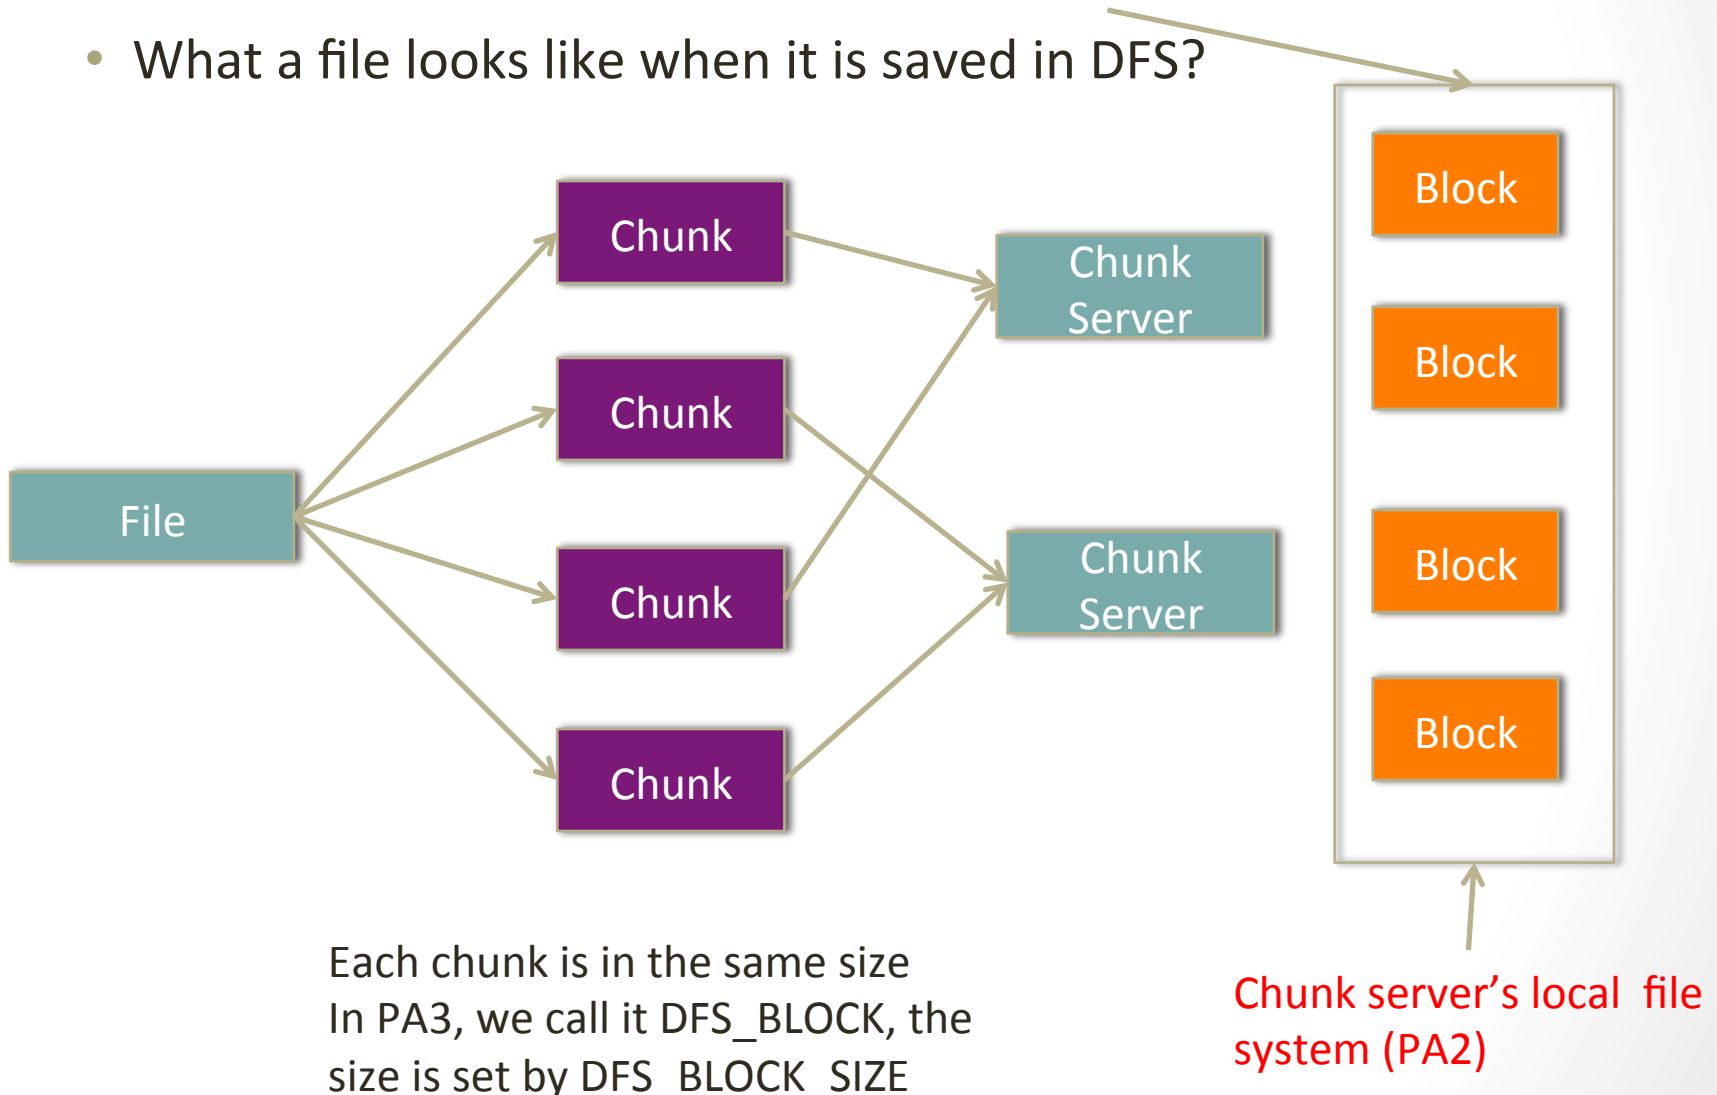 • What a file looks like when it is saved in DFS?
Chunk
Chunk
Chunk
Chunk
File
Chunk
Server
Chunk
Server
Block
Block
Block
Block
Each chunk is in the same size
In PA3, we call it DFS_BLOCK, the
size is set by DFS_BLOCK_SIZE
Chunk server’s local file
system (PA2)